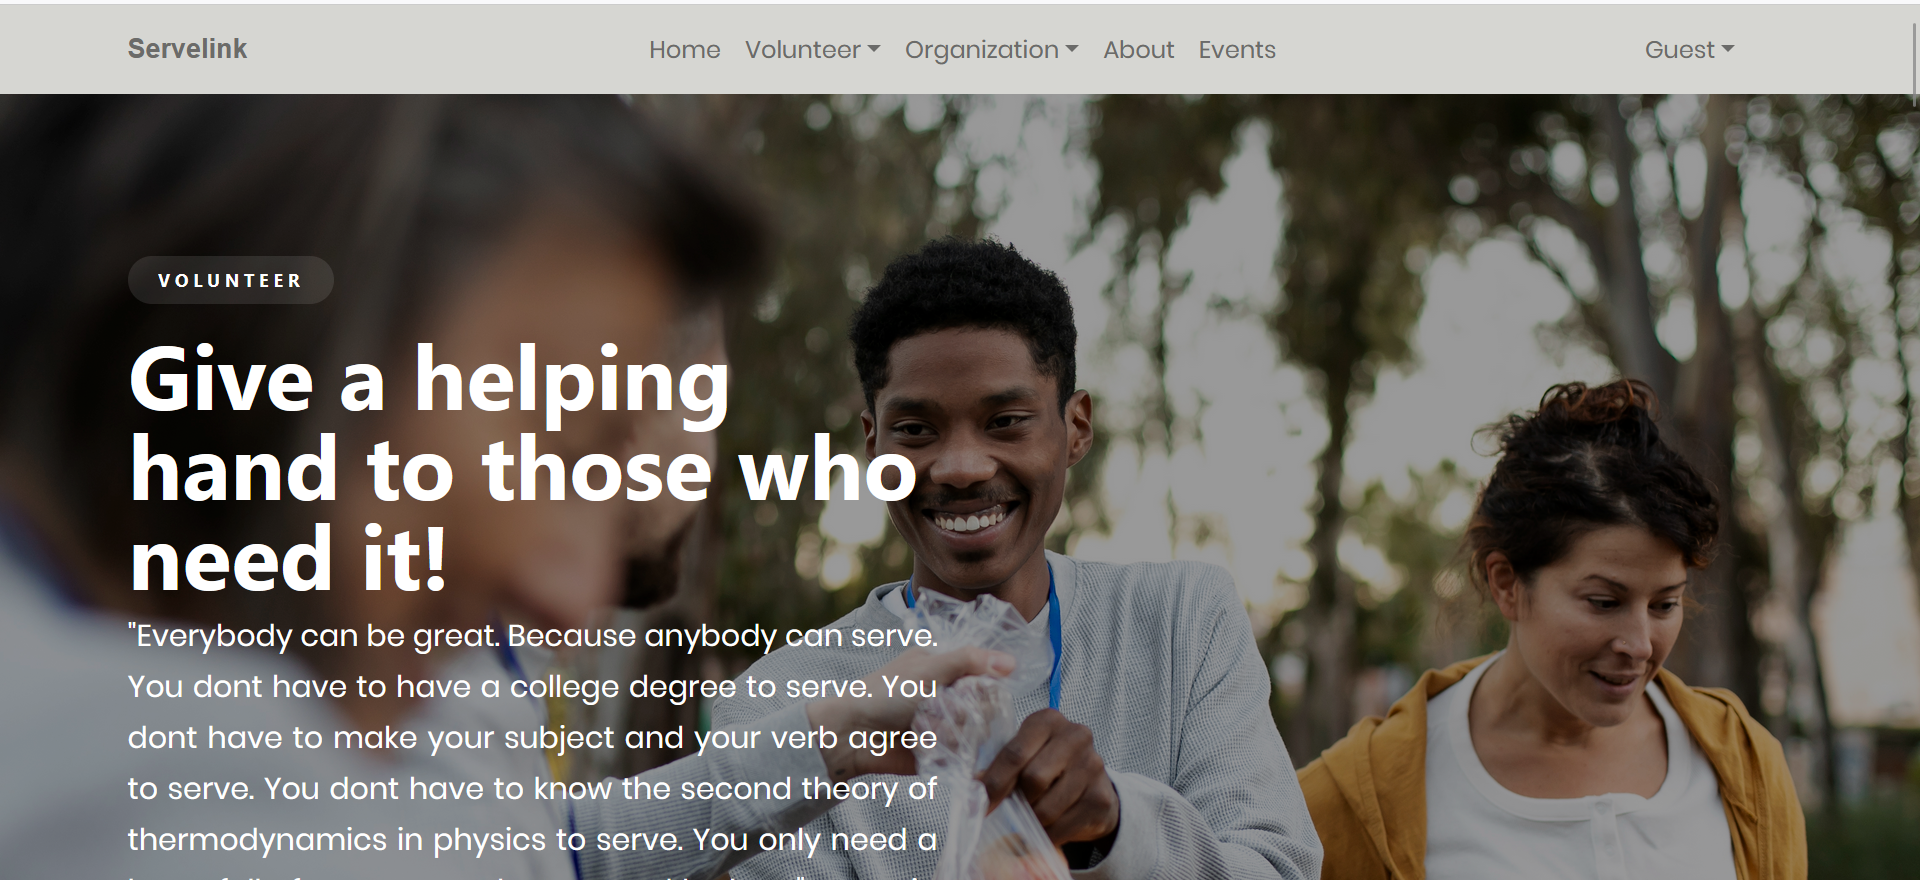 Servelink
Home Volunteer Organization About Events
Guest
VOLUNTEER
Give a helping
hand to those who
need it!
"Everybody can be great. Because anybody can serve.
You dont have to have a college degree to serve. You
dont have to make your subject and your verb agree
to serve. You dont have to know the second theory of
thermodynamics in physics to serve. You only need a